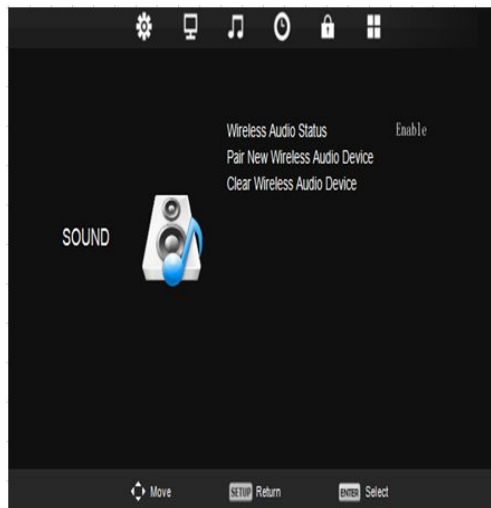 Wireless Audio Status Enable
Pair New Wireless Audio Device
Clear Wireless Audio Device
SOUND
Move SETUP Return ENTER Select